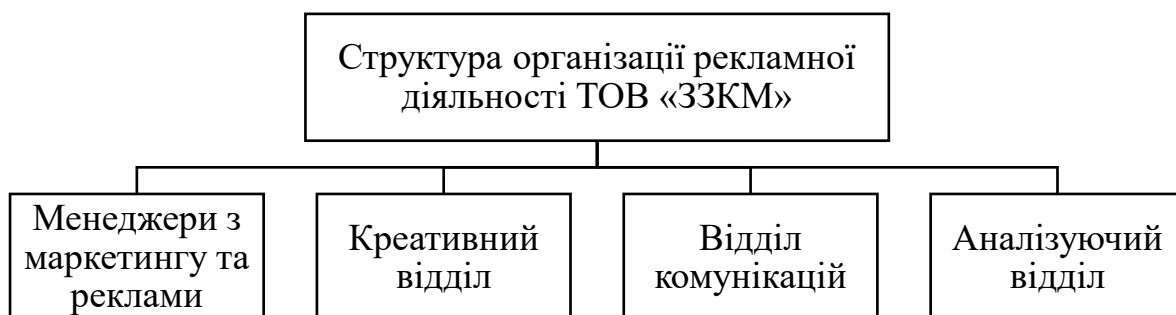 Структура організації рекламної
діяльності ТОВ «ЗЗКМ»
Менеджери з
маркетингу та
реклами
Креативний
відділ
Відділ
комунікацій
Аналізуючий
відділ